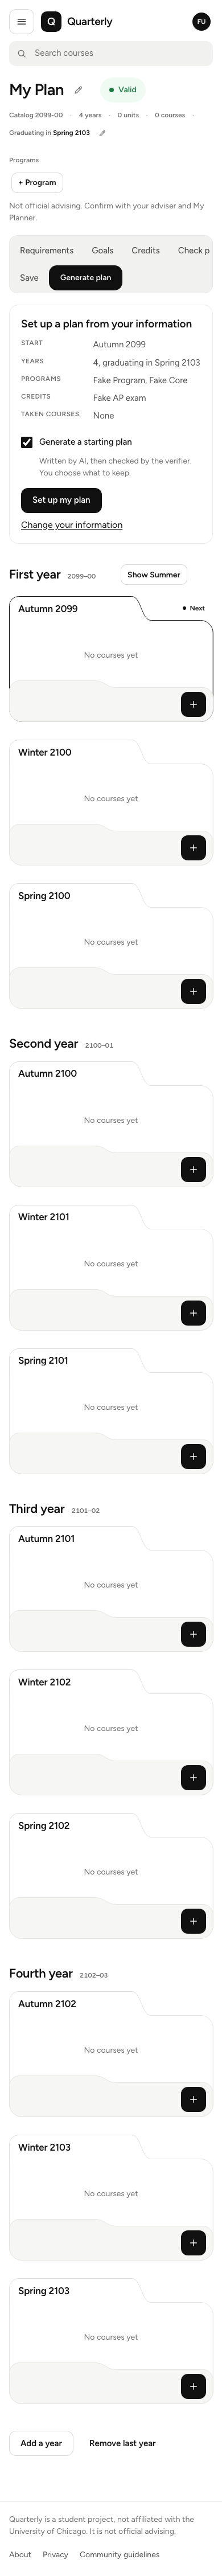 Q Quarterly FU
Search courses
My Plan Valid
Catalog 2099-00 · 4 years · 0 units · 0 courses ·
Graduating in Spring 2103
Programs
+ Program
Not official advising. Confirm with your adviser and My
Planner.
Requirements Goals Credits Check p
Save Generate plan
Set up a plan from your information
START Autumn 2099
YEARS 4, graduating in Spring 2103
PROGRAMS Fake Program, Fake Core
CREDITS Fake AP exam
TAKEN COURSES None
Generate a starting plan
Written by AI, then checked by the verifier.
You choose what to keep.
Set up my plan
Change your information
First year 2099–00 Show Summer
Autumn 2099 Next
No courses yet
+
Winter 2100
No courses yet
+
Spring 2100
No courses yet
+
Second year 2100–01
Autumn 2100
No courses yet
+
Winter 2101
No courses yet
+
Spring 2101
No courses yet
+
Third year 2101–02
Autumn 2101
No courses yet
+
Winter 2102
No courses yet
+
Spring 2102
No courses yet
+
Fourth year 2102–03
Autumn 2102
No courses yet
+
Winter 2103
No courses yet
+
Spring 2103
No courses yet
+
Add a year Remove last year
Quarterly is a student project, not affiliated with the
University of Chicago. It is not official advising.
About Privacy Community guidelines